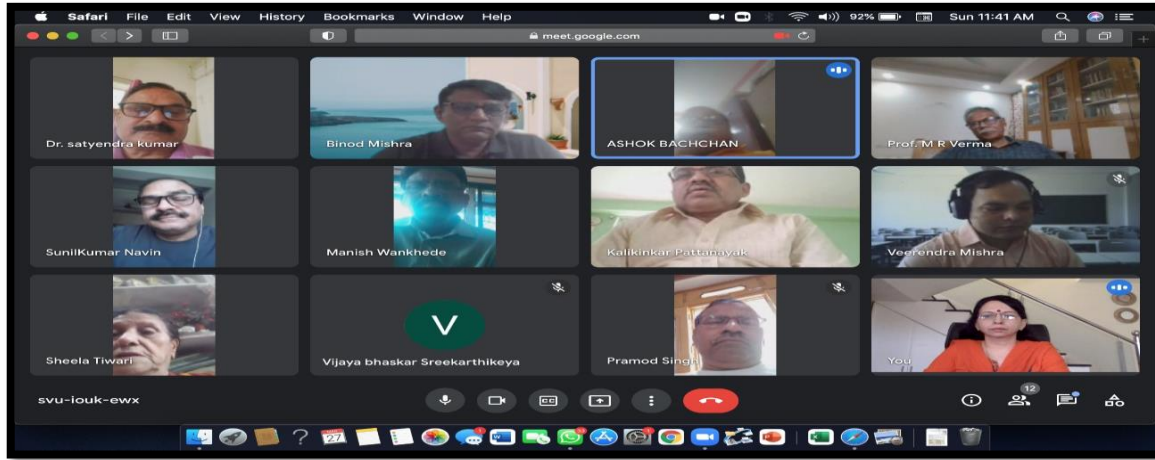 Safari File Edit View History Bookmarks Window Help 92% Sun 11:41 AM
meet.google.com
Dr. satyendra kumar
Binod Mishra
ASHOK BACHCHAN
Prof. M R Verma
SunilKumar Navin
Manish Wankhede
Kalikinkar Pattanayak
Veerendra Mishra
Sheela Tiwari
V
Vijaya bhaskar Sreekarthikeya
Pramod Singh
You
svu-iouk-ewx
CC
12
27